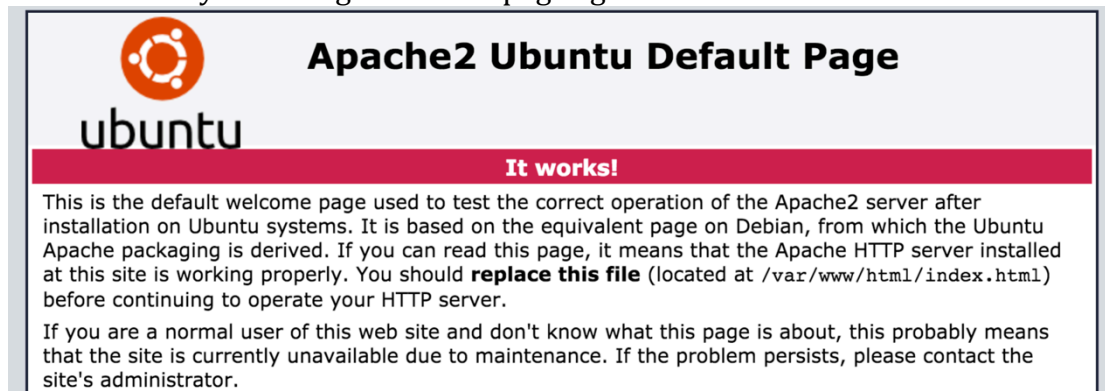 Apache2 Ubuntu Default Page
ubuntu
It works!
This is the default welcome page used to test the correct operation of the Apache2 server after
installation on Ubuntu systems. It is based on the equivalent page on Debian, from which the Ubuntu
Apache packaging is derived. If you can read this page, it means that the Apache HTTP server installed
at this site is working properly. You should replace this file (located at /var/www/html/index.html)
before continuing to operate your HTTP server.
If you are a normal user of this web site and don't know what this page is about, this probably means
that the site is currently unavailable due to maintenance. If the problem persists, please contact the
site's administrator.